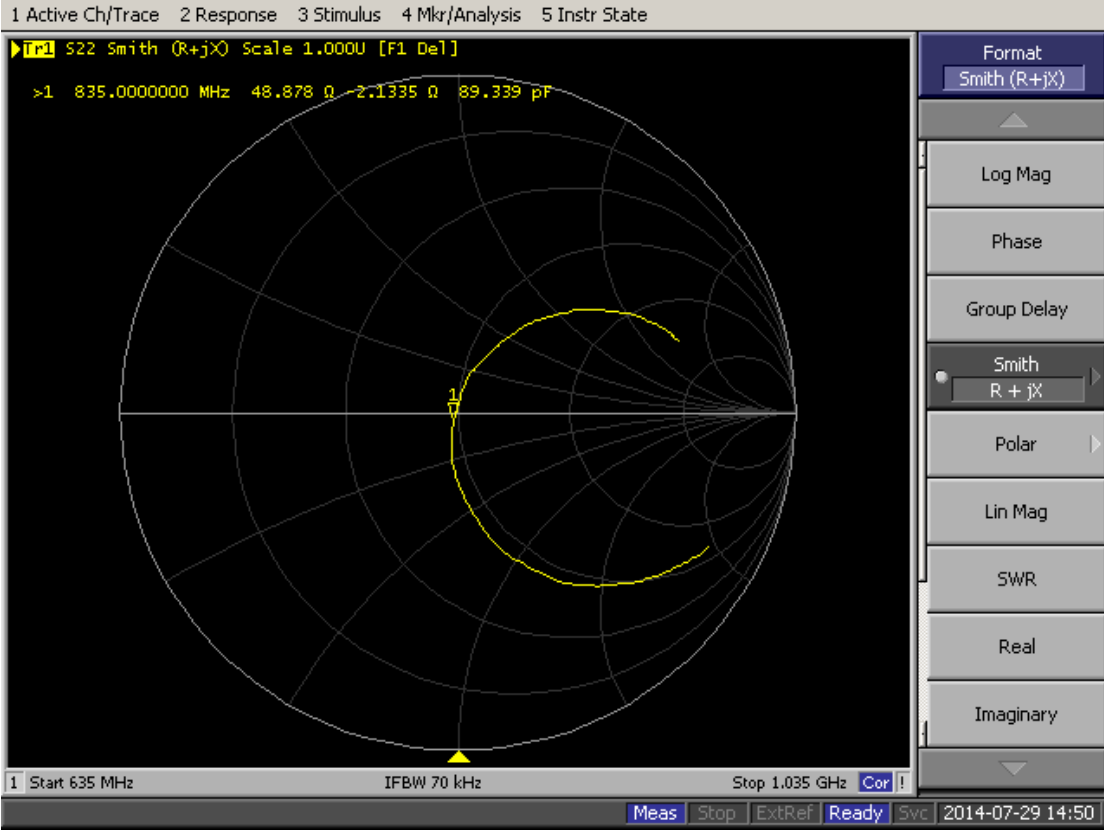 1 Active Ch/Trace 2 Response 3 Stimulus 4 Mkr/Analysis 5 Instr State
Tr1 S22 Smith (R+jX) Scale 1.000U [F1 Del]
>1 835.0000000 MHz 48.878 Ω -2.1335 Ω 89.339 pF
1
Format
Smith (R+jX)
Log Mag
Phase
Group Delay
Smith
R + jX
Polar
Lin Mag
SWR
Real
Imaginary
1 Start 635 MHz IFBW 70 kHz Stop 1.035 GHz Cor !
Meas Stop ExtRef Ready Svc 2014-07-29 14:50